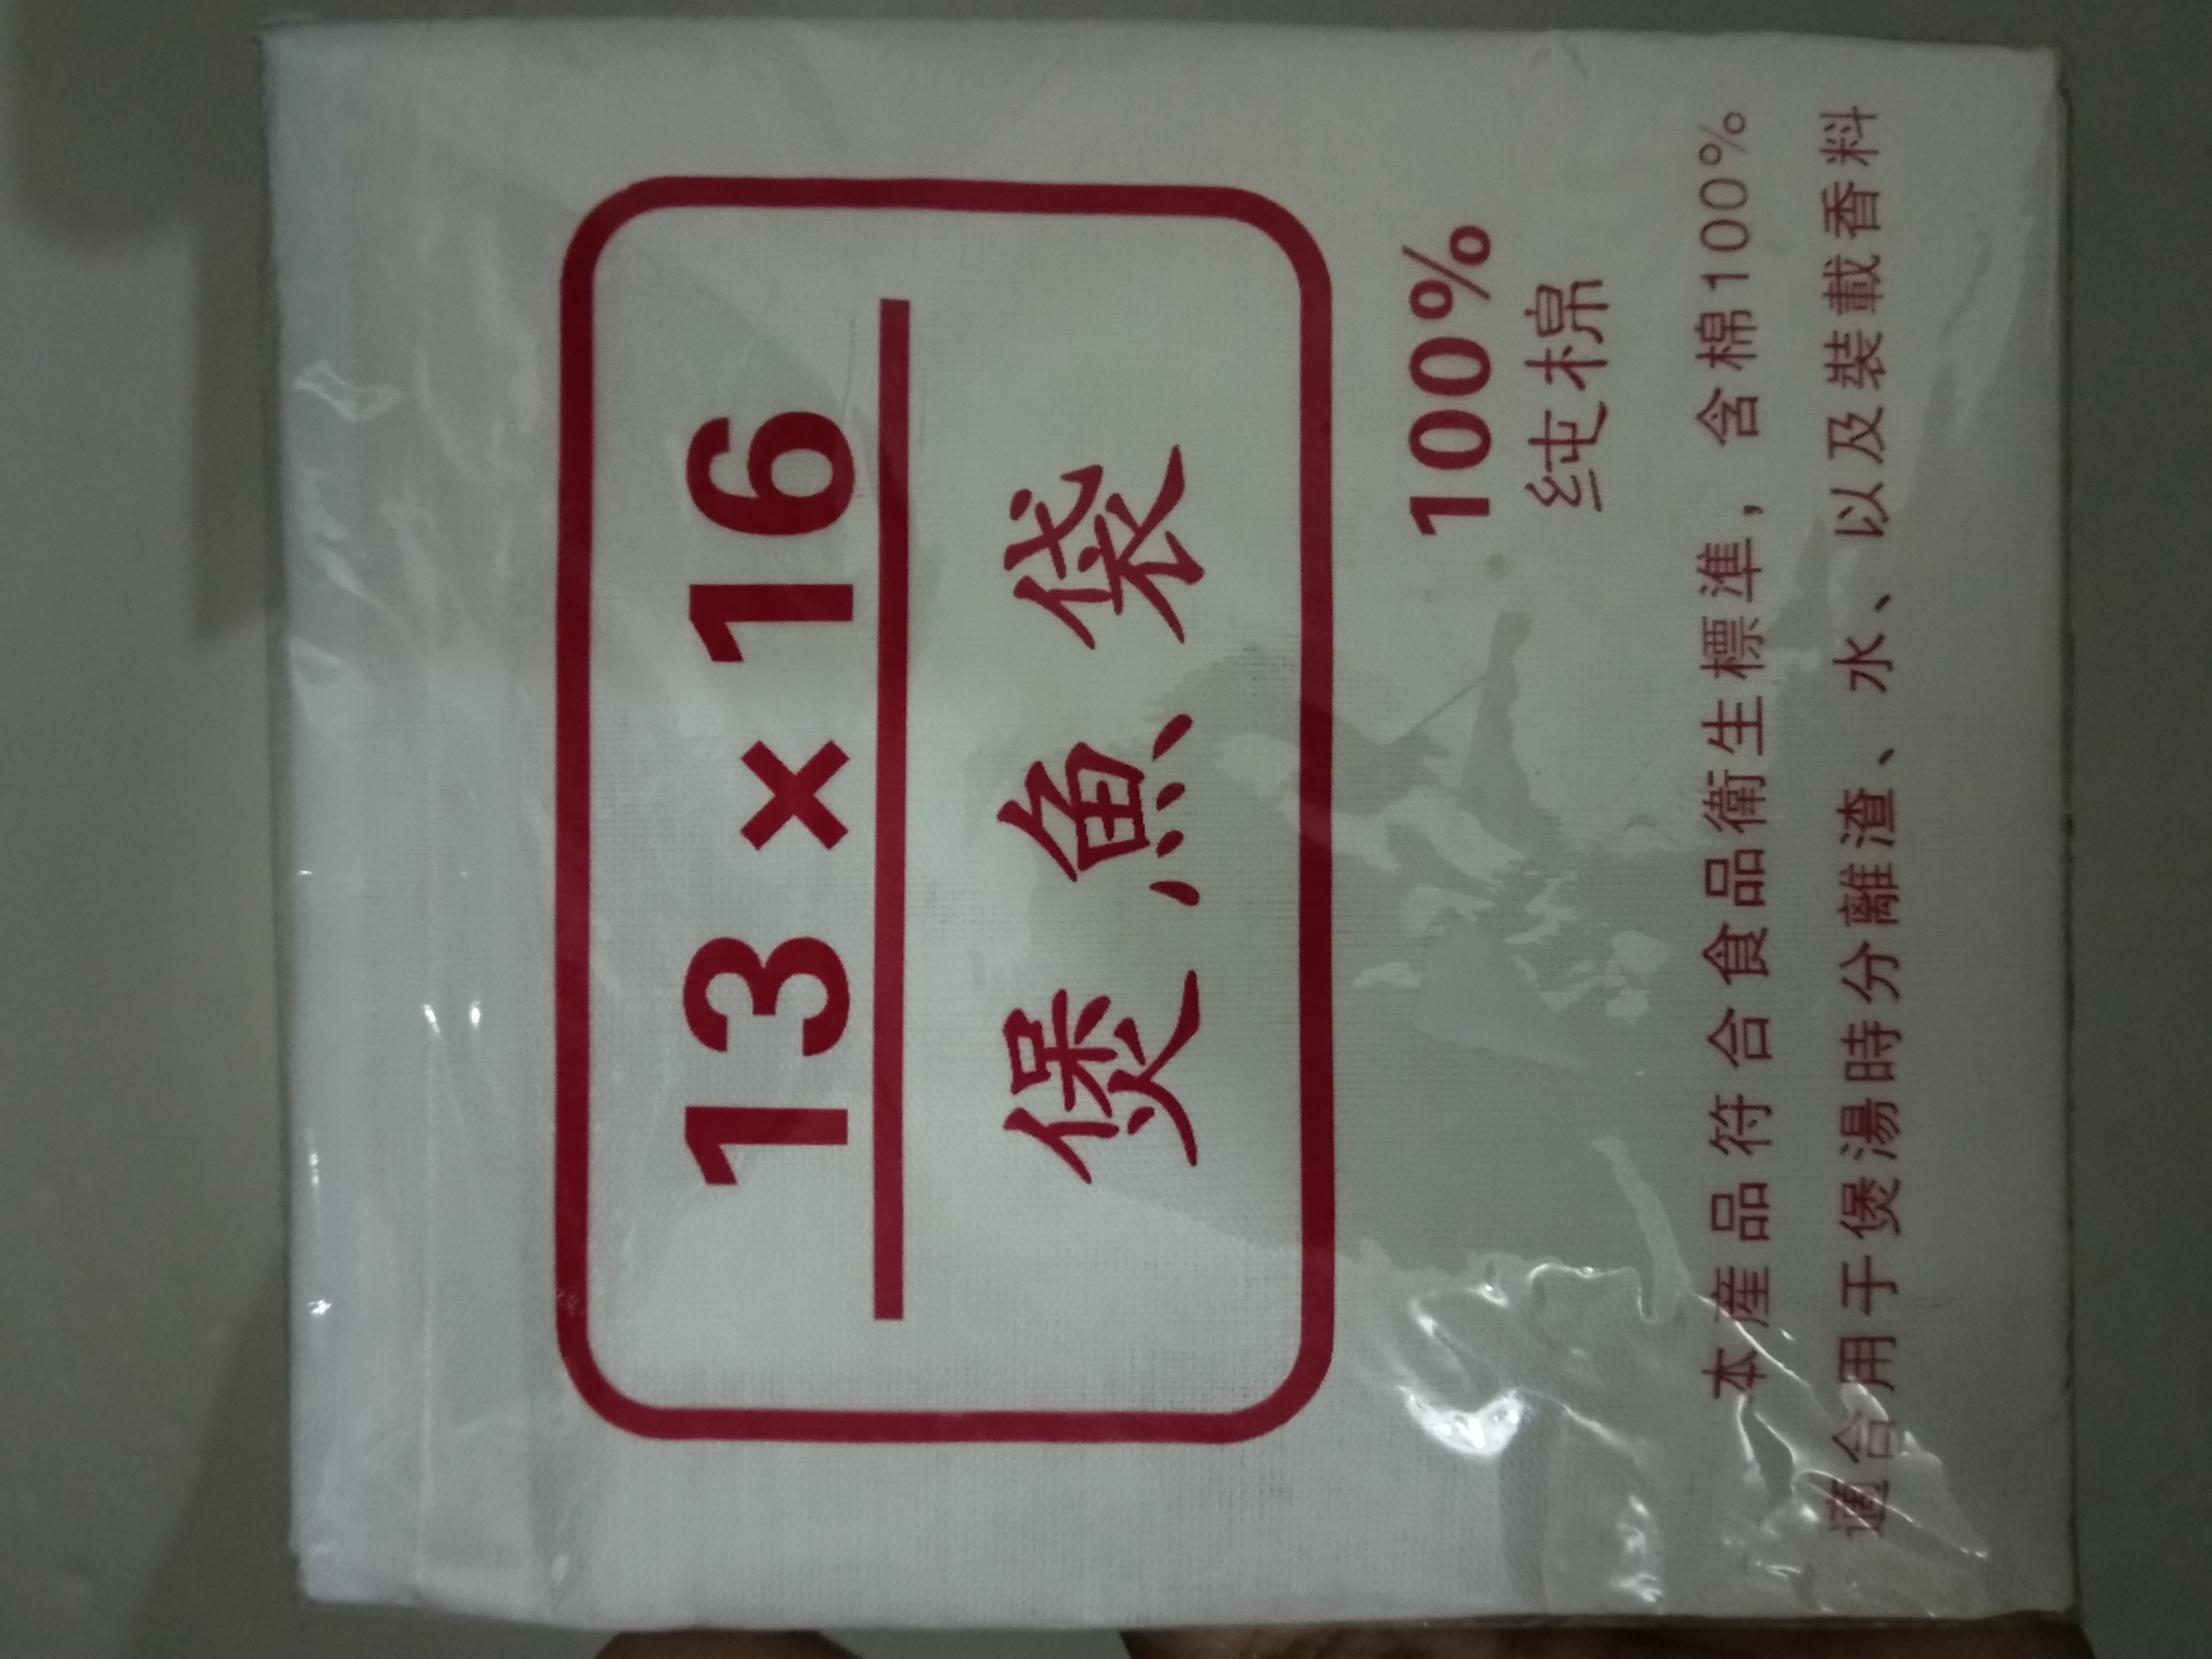 13×16
煲魚袋
100%
纯棉
本産品符合食品衛生標準，含棉100%
適合用于煲湯時分離渣、水、以及裝載香料